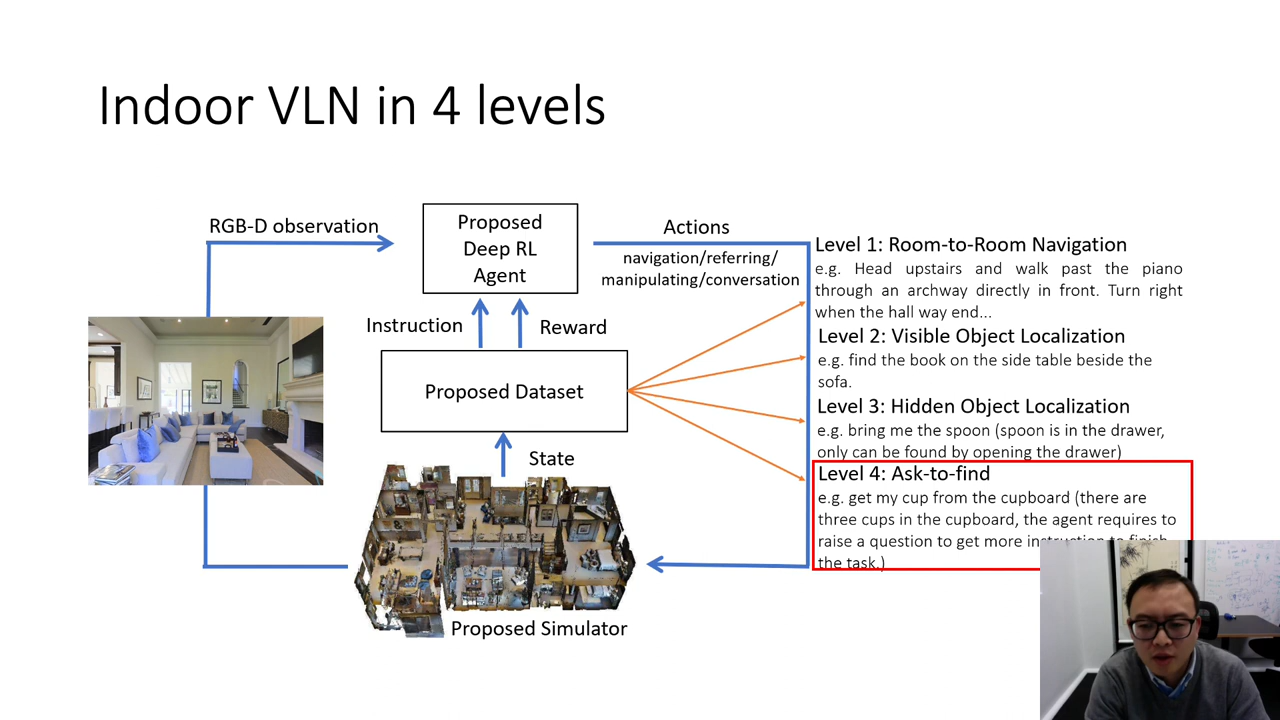 Indoor VLN in 4 levels
RGB-D observation
Proposed
Deep RL
Agent
Actions
navigation/referring/
manipulating/conversation
Instruction
Reward
Proposed Dataset
State
Proposed Simulator
Level 1: Room-to-Room Navigation
e.g. Head upstairs and walk past the piano
through an archway directly in front. Turn right
when the hall way end...
Level 2: Visible Object Localization
e.g. find the book on the side table beside the
sofa.
Level 3: Hidden Object Localization
e.g. bring me the spoon (spoon is in the drawer,
only can be found by opening the drawer)
Level 4: Ask-to-find
e.g. get my cup from the cupboard (there are
three cups in the cupboard, the agent requires to
raise a question to get more instruction to finish
the task.)